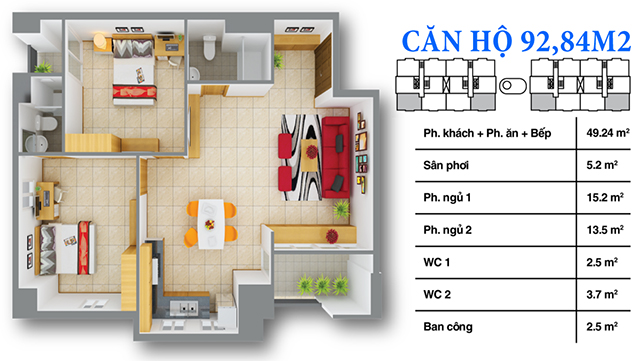 CĂN HỘ 92,84M2
Ph. khách + Ph. ăn + Bếp 49.24 m²
Sân phơi 5.2 m²
Ph. ngủ 1 15.2 m²
Ph. ngủ 2 13.5 m²
WC 1 2.5 m²
WC 2 3.7 m²
Ban công 2.5 m²